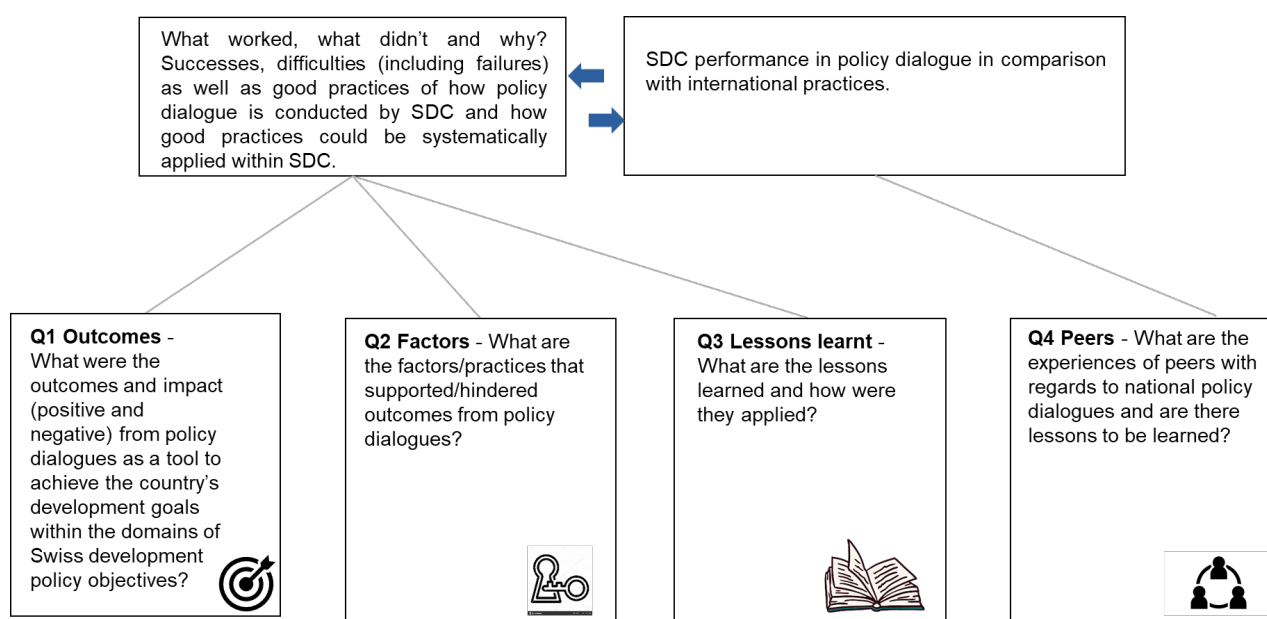 What worked, what didn’t and why?
Successes, difficulties (including failures)
as well as good practices of how policy
dialogue is conducted by SDC and how
good practices could be systematically
applied within SDC.
SDC performance in policy dialogue in comparison
with international practices.
Q1 Outcomes -
What were the
outcomes and impact
(positive and
negative) from policy
dialogues as a tool to
achieve the country’s
development goals
within the domains of
Swiss development
policy objectives?
Q2 Factors - What are
the factors/practices that
supported/hindered
outcomes from policy
dialogues?
Q3 Lessons learnt -
What are the lessons
learned and how were
they applied?
Q4 Peers - What are the
experiences of peers with
regards to national policy
dialogues and are there
lessons to be learned?